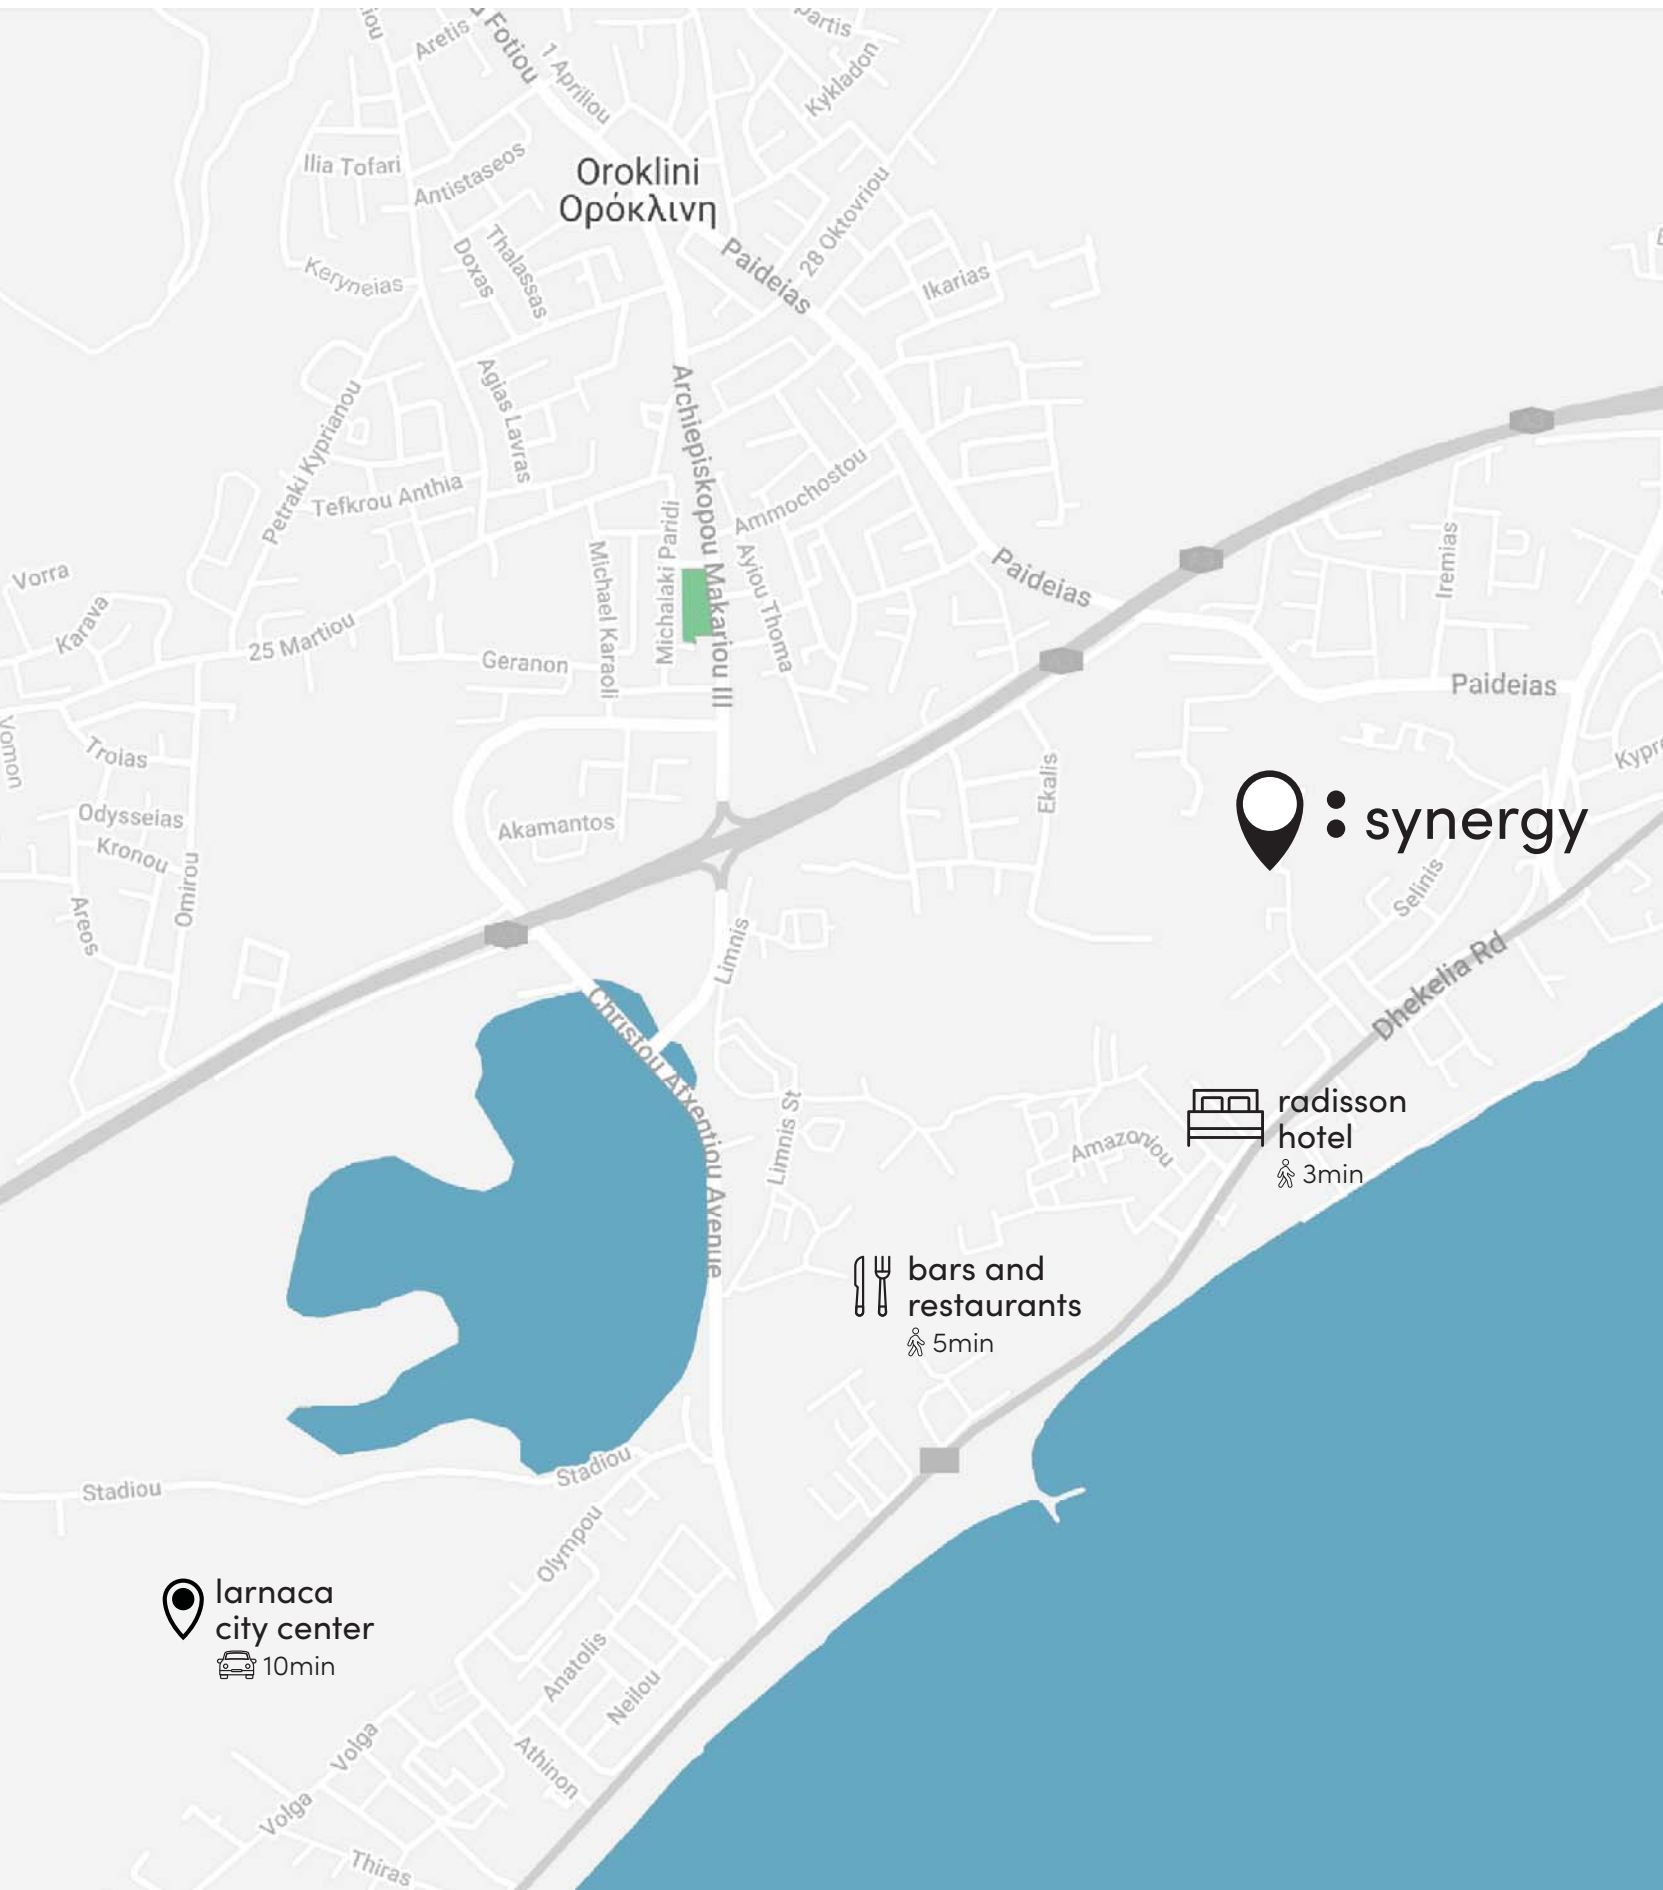 Aretis
Fotiou
1 Apriliou
partis
Kykladon
Ilia Tofari
Antistaseos
Oroklini
Ορόκλινη
28 Oktovriou
Paideias
Keryneias
Doxas
Thalassas
Ikarias
Petraki Kyprianou
Agias Lavras
Archiepiskopou Makariou III
Tefkrou Anthia
Ammochostou
Michael Karaoli
Michalaki Paridi
Ayiou Thoma
Paideias
Iremias
Vorra
Karava
25 Martiou
Geranon
Paideias
Troias
Ekalis
: synergy
Odysseias
Kronou
Akamantos
Areos
Omirou
Selinis
Limnis
Dhekelia Rd
Christou Atxentiou Avenue
Limnis St
Amazoniou
radisson
hotel
3min
bars and
restaurants
5min
Stadiou
Stadiou
Olympou
larnaca
city center
10min
Anatolis
Neilou
Volga
Athinon
Volga
Thiras